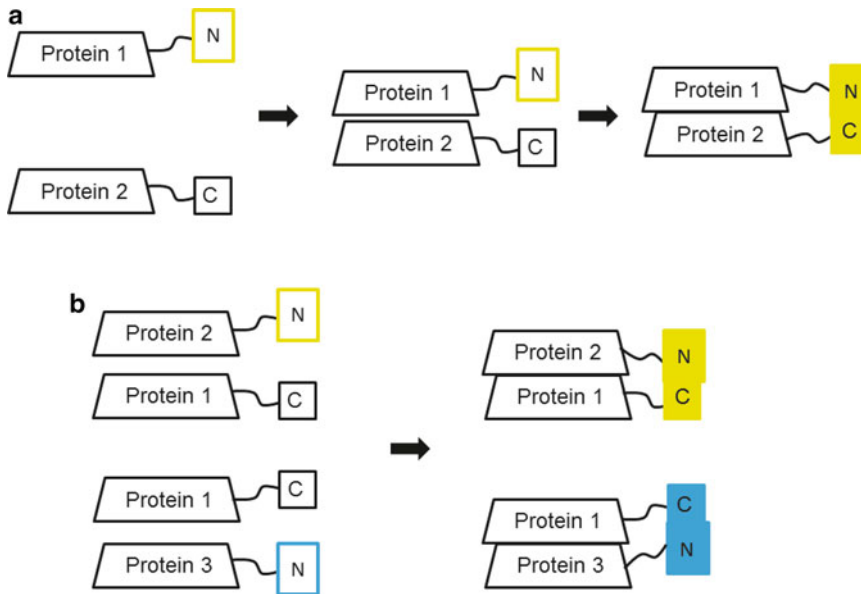 a
Protein 1 N
Protein 2 C
Protein 1 N
Protein 2 C
Protein 1 N
Protein 2 C
b
Protein 2 N
Protein 1 C
Protein 1 C
Protein 3 N
Protein 2 N
Protein 1 C
Protein 1 C
Protein 3 N